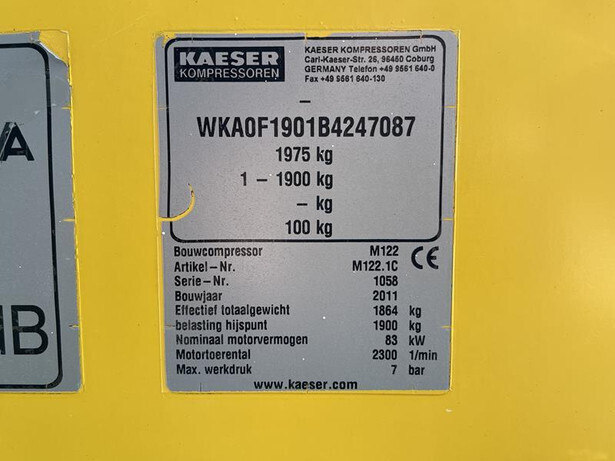 KAESER
KOMPRESSOREN
KAESER KOMPRESSOREN GmbH
Carl-Kaeser-Str. 26, 96450 Coburg
GERMANY Telefon +49 9561 640-0
Fax +49 9561 640-130
–
WKA0F1901B4247087
1975 kg
1 – 1900 kg
– kg
100 kg
Bouwcompressor M122
Artikel–Nr. M122.1C
Serie–Nr. 1058
Bouwjaar 2011
Effectief totaalgewicht 1864 kg
belasting hijspunt 1900 kg
Nominaal motorvermogen 83 kW
Motortoerental 2300 1/min
Max. werkdruk 7 bar
CE
www.kaeser.com
A